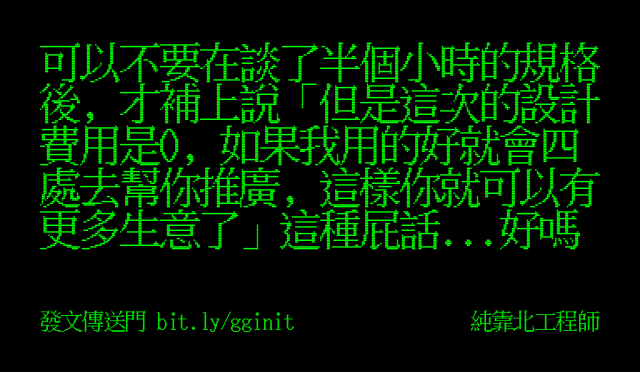 可以不要在談了半個小時的規格
後, 才補上說「但是這次的設計
費用是0, 如果我用的好就會四
處去幫你推廣, 這樣你就可以有
更多生意了」這種屁話...好嗎
發文傳送門 bit.ly/gginit
純靠北工程師